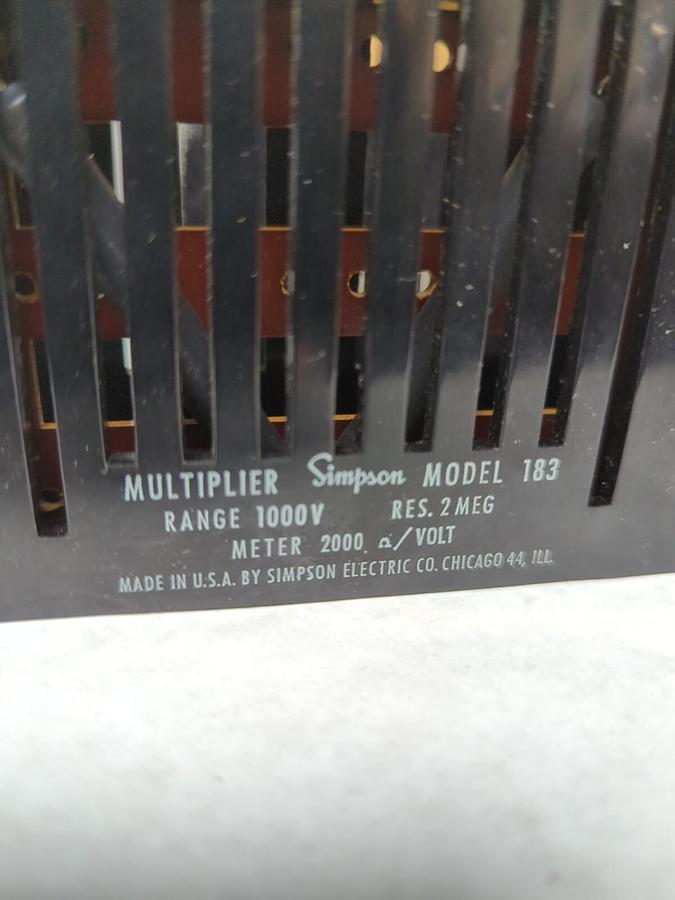 MULTIPLIER Simpson MODEL 183
RANGE 1000V RES. 2 MEG
METER 2000 Ω/VOLT
MADE IN U.S.A. BY SIMPSON ELECTRIC CO. CHICAGO 44, ILL.